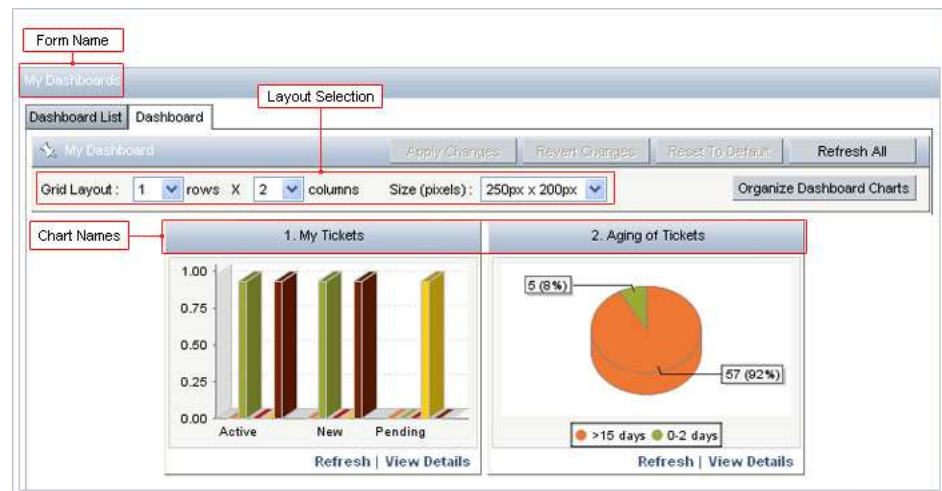 Form Name
My Dashboards
Layout Selection
Dashboard List Dashboard
My Dashboard Apply Changes Revert Changes Reset To Default Refresh All
Grid Layout : 1 rows X 2 columns Size (pixels) : 250px x 200px Organize Dashboard Charts
Chart Names 1. My Tickets 2. Aging of Tickets
1.00
0.75
0.50
0.25
0.00
Active New Pending
5 (8%)
57 (92%)
>15 days 0-2 days
Refresh | View Details Refresh | View Details